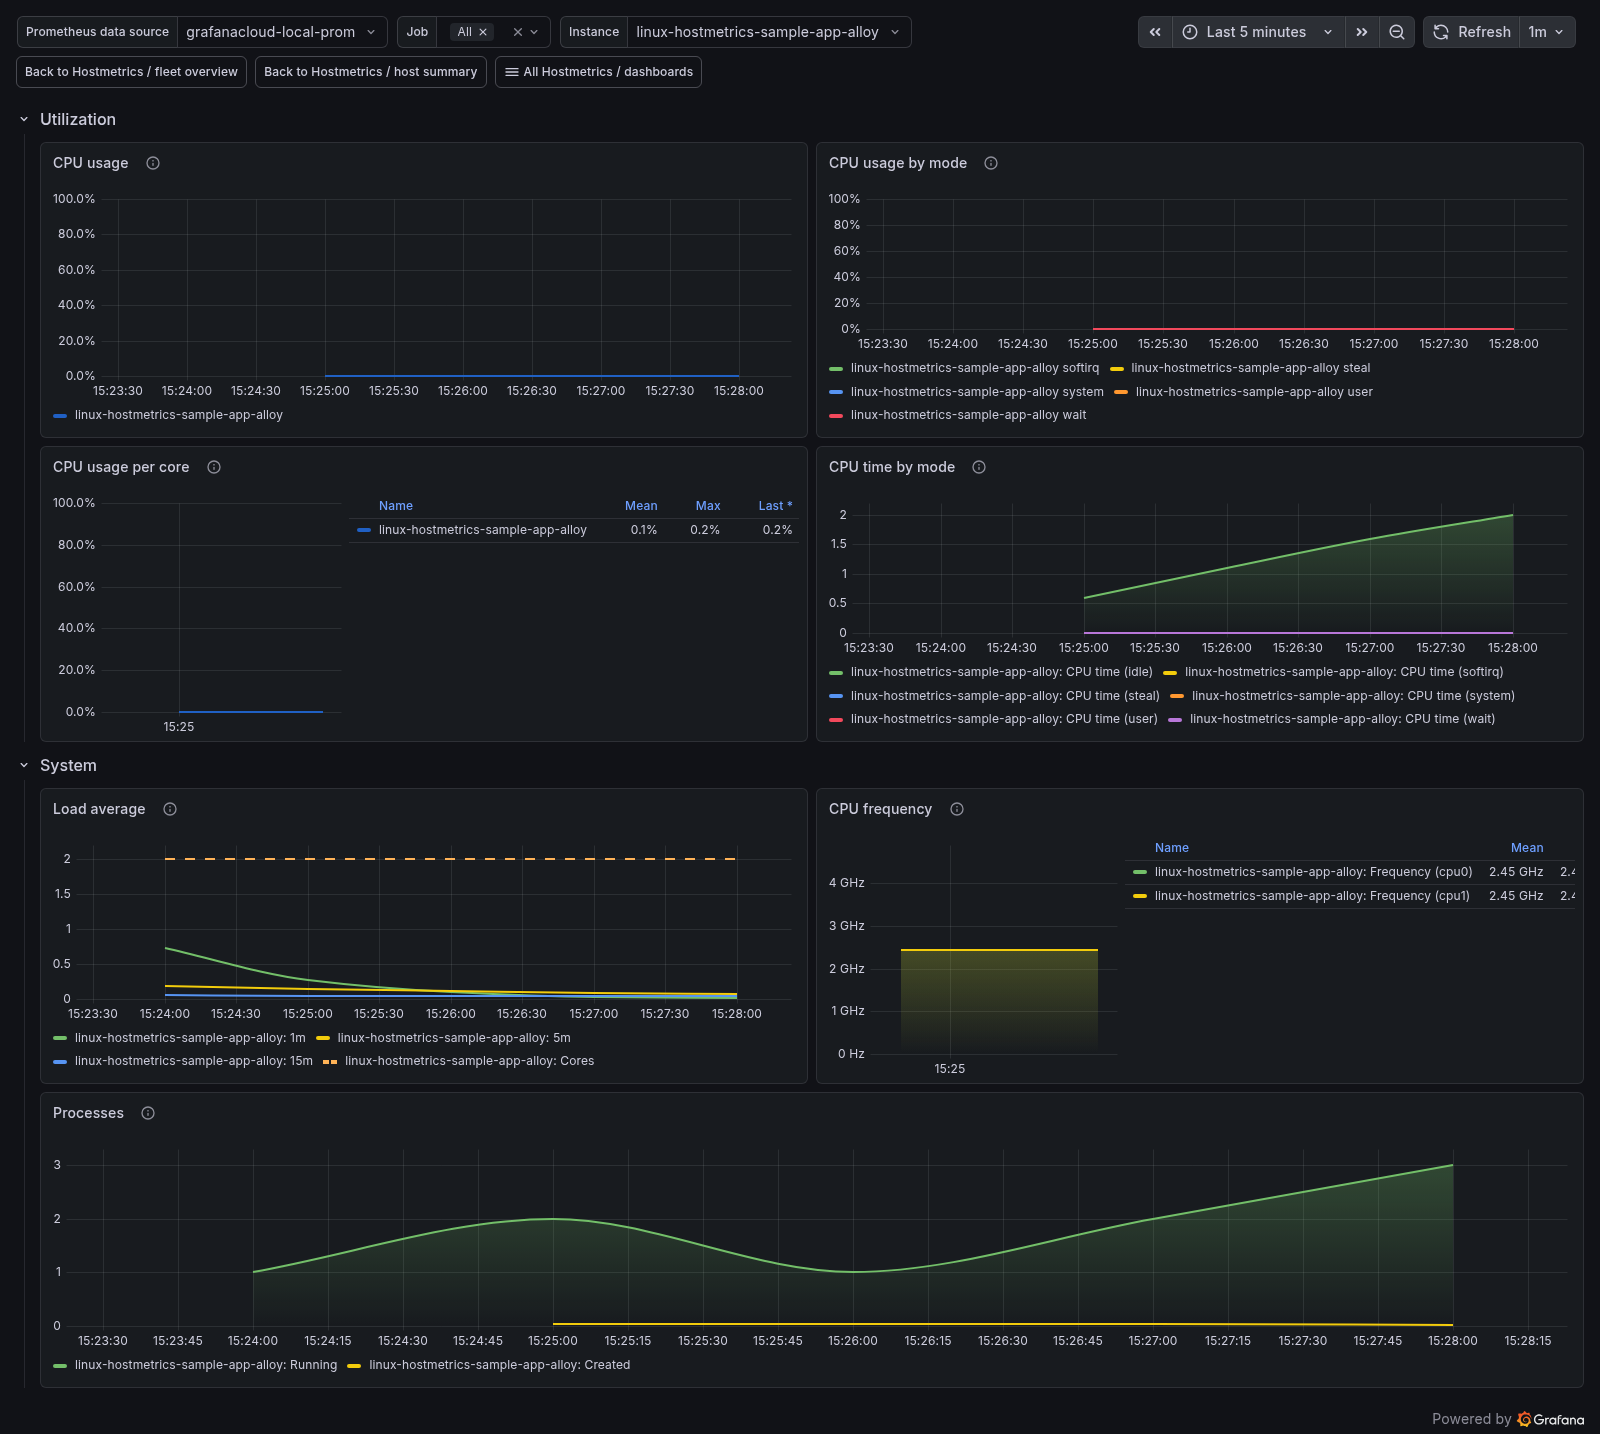 Prometheus data source grafanacloud-local-prom Job All Instance linux-hostmetrics-sample-app-alloy Last 5 minutes Refresh 1m
Back to Hostmetrics / fleet overview Back to Hostmetrics / host summary All Hostmetrics / dashboards
Utilization
CPU usage
100.0%
80.0%
60.0%
40.0%
20.0%
0.0%
15:23:30 15:24:00 15:24:30 15:25:00 15:25:30 15:26:00 15:26:30 15:27:00 15:27:30 15:28:00
linux-hostmetrics-sample-app-alloy
CPU usage by mode
100%
80%
60%
40%
20%
0%
15:23:30 15:24:00 15:24:30 15:25:00 15:25:30 15:26:00 15:26:30 15:27:00 15:27:30 15:28:00
linux-hostmetrics-sample-app-alloy softirq linux-hostmetrics-sample-app-alloy steal
linux-hostmetrics-sample-app-alloy system linux-hostmetrics-sample-app-alloy user
linux-hostmetrics-sample-app-alloy wait
CPU usage per core
100.0%
80.0%
60.0%
40.0%
20.0%
0.0%
15:25
Name Mean Max Last *
linux-hostmetrics-sample-app-alloy 0.1% 0.2% 0.2%
CPU time by mode
2
1.5
1
0.5
0
15:23:30 15:24:00 15:24:30 15:25:00 15:25:30 15:26:00 15:26:30 15:27:00 15:27:30 15:28:00
linux-hostmetrics-sample-app-alloy: CPU time (idle) linux-hostmetrics-sample-app-alloy: CPU time (softirq)
linux-hostmetrics-sample-app-alloy: CPU time (steal) linux-hostmetrics-sample-app-alloy: CPU time (system)
linux-hostmetrics-sample-app-alloy: CPU time (user) linux-hostmetrics-sample-app-alloy: CPU time (wait)
System
Load average
2
1.5
1
0.5
0
15:23:30 15:24:00 15:24:30 15:25:00 15:25:30 15:26:00 15:26:30 15:27:00 15:27:30 15:28:00
linux-hostmetrics-sample-app-alloy: 1m linux-hostmetrics-sample-app-alloy: 5m
linux-hostmetrics-sample-app-alloy: 15m linux-hostmetrics-sample-app-alloy: Cores
CPU frequency
4 GHz
3 GHz
2 GHz
1 GHz
0 Hz
15:25
Name Mean
linux-hostmetrics-sample-app-alloy: Frequency (cpu0) 2.45 GHz
linux-hostmetrics-sample-app-alloy: Frequency (cpu1) 2.45 GHz
Processes
3
2
1
0
15:23:30 15:23:45 15:24:00 15:24:15 15:24:30 15:24:45 15:25:00 15:25:15 15:25:30 15:25:45 15:26:00 15:26:15 15:26:30 15:26:45 15:27:00 15:27:15 15:27:30 15:27:45 15:28:00 15:28:15
linux-hostmetrics-sample-app-alloy: Running linux-hostmetrics-sample-app-alloy: Created
Powered by Grafana